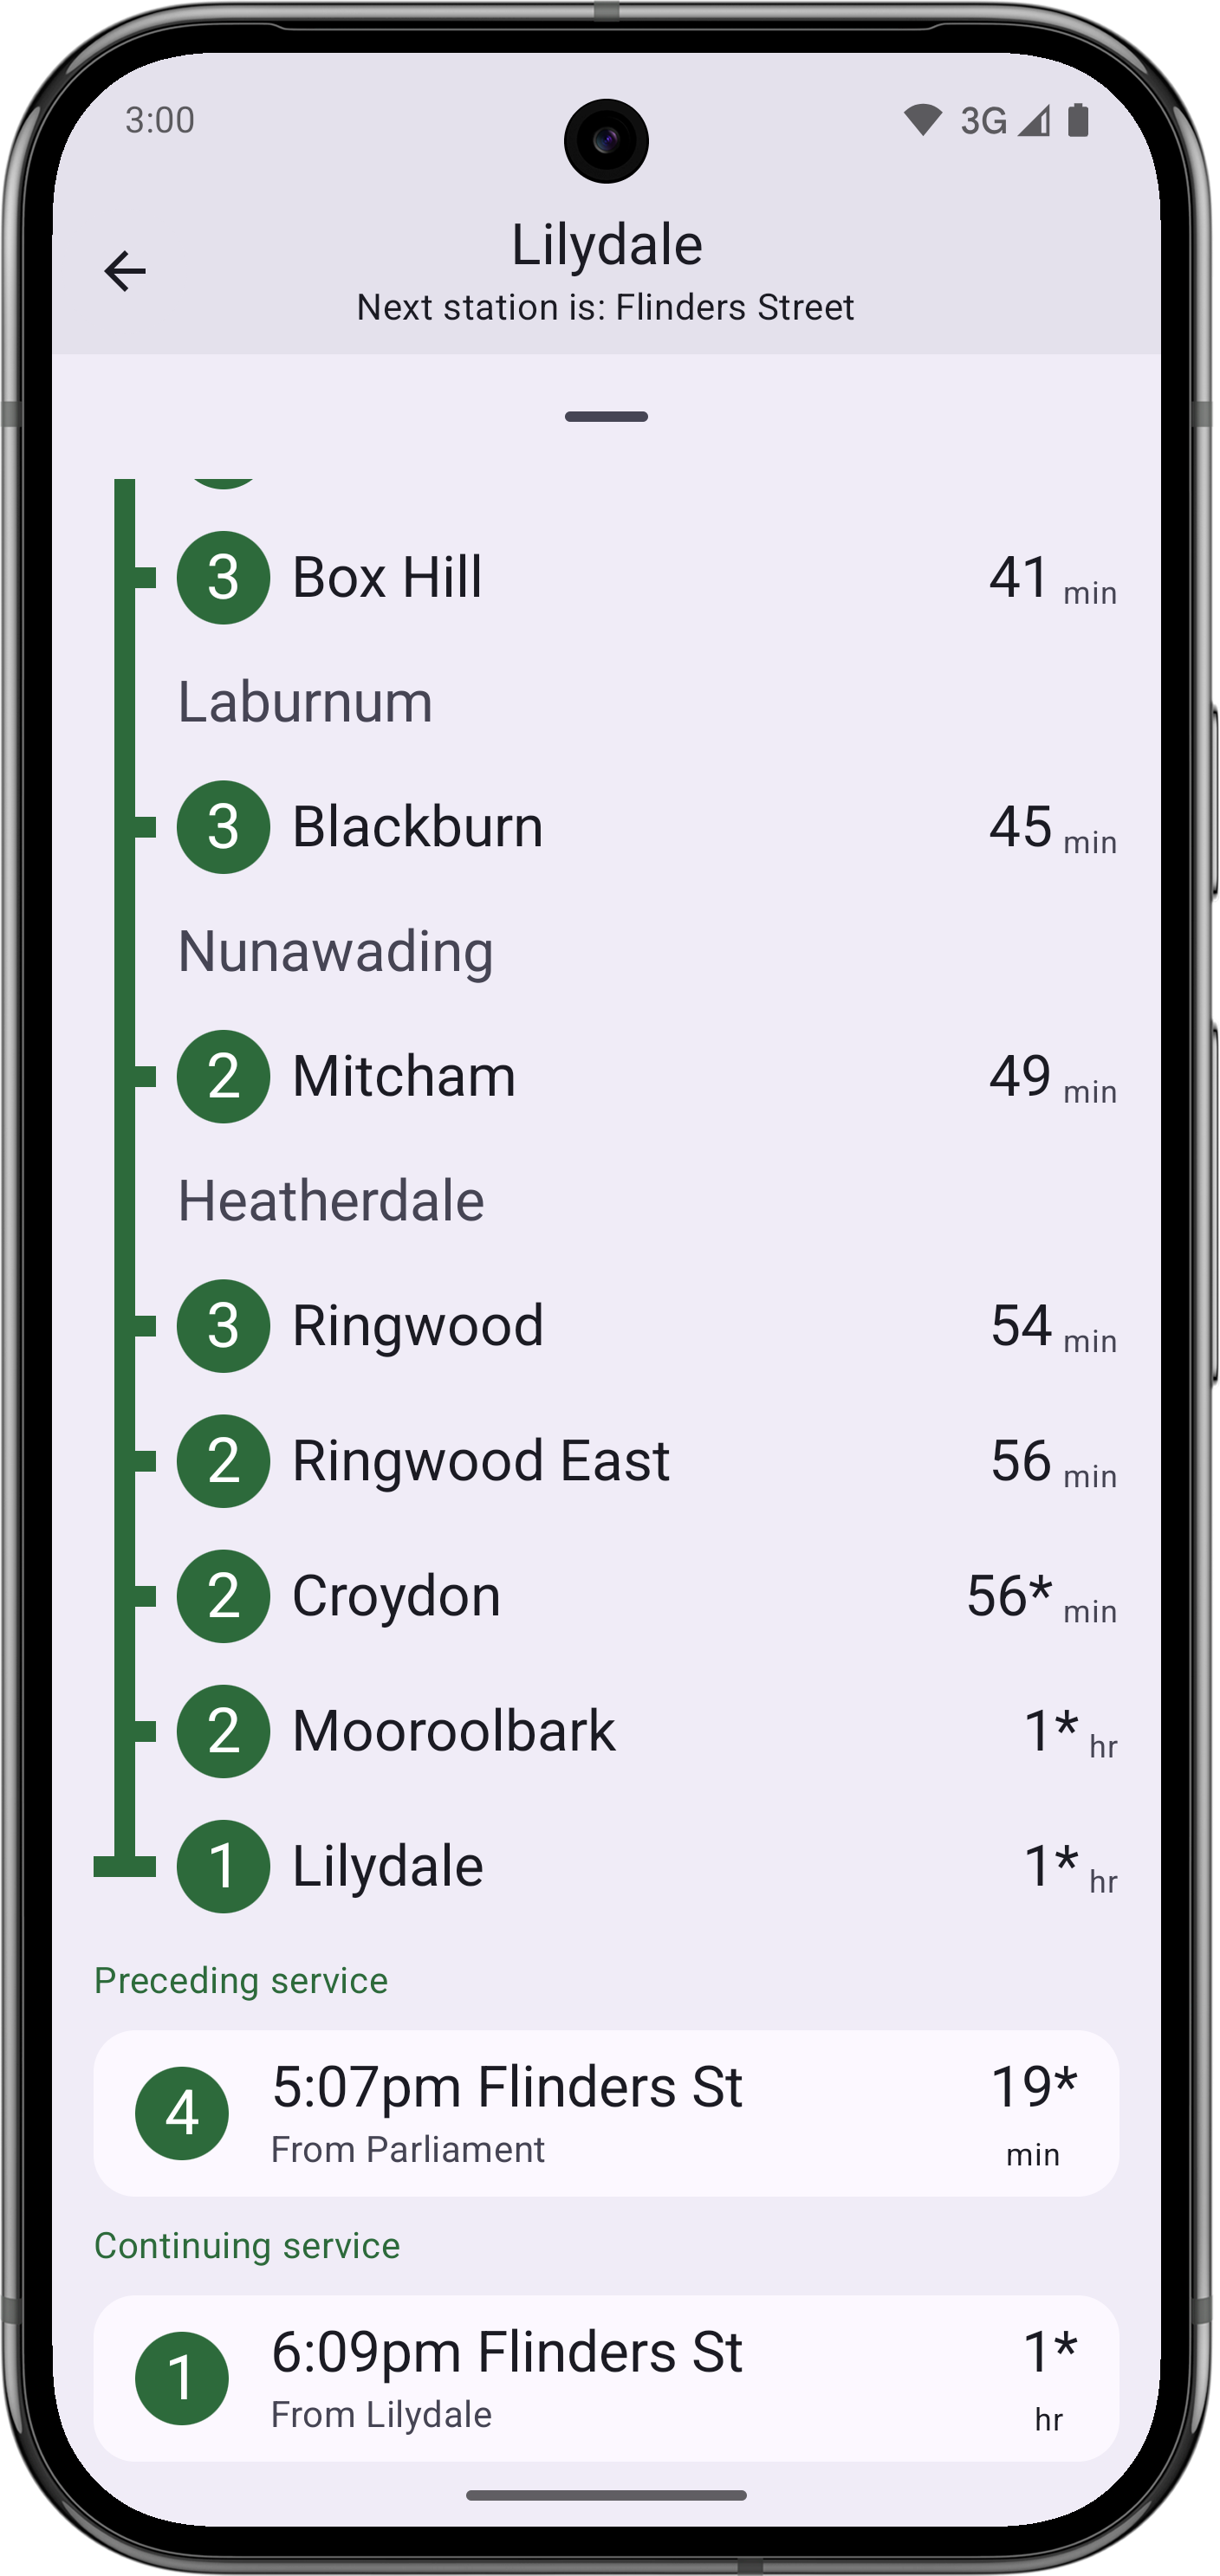 3:00
3G
Lilydale
Next station is: Flinders Street
3 Box Hill 41 min
Laburnum
3 Blackburn 45 min
Nunawading
2 Mitcham 49 min
Heatherdale
3 Ringwood 54 min
2 Ringwood East 56 min
2 Croydon 56* min
2 Mooroolbark 1* hr
1 Lilydale 1* hr
Preceding service
4 5:07pm Flinders St 19*
From Parliament min
Continuing service
1 6:09pm Flinders St 1*
From Lilydale hr